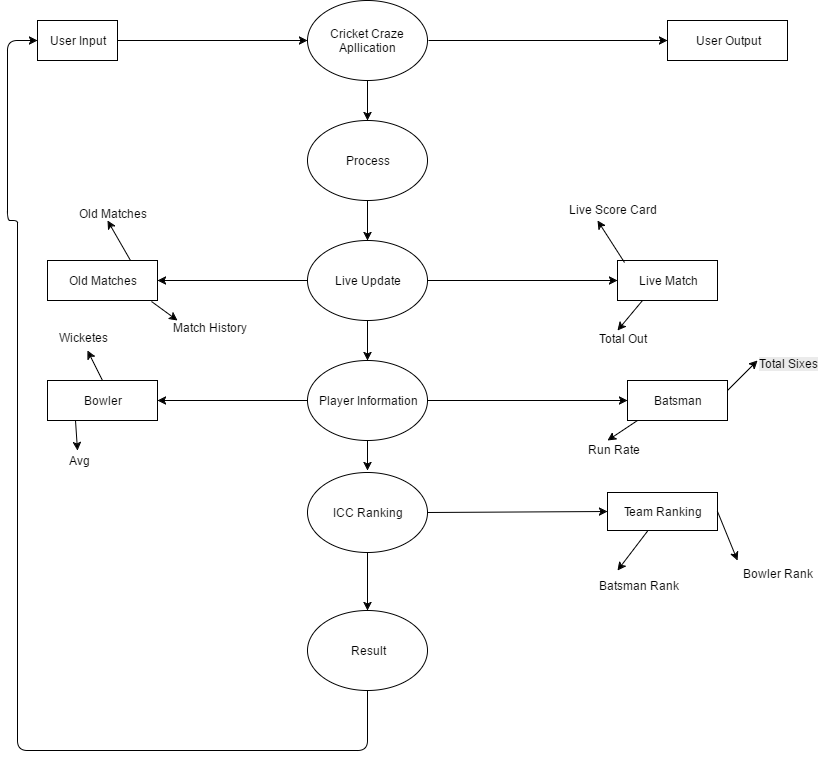 User Input
Cricket Craze
Apllication
User Output
Process
Old Matches
Live Score Card
Old Matches
Live Update
Live Match
Match History
Wicketes
Total Out
Total Sixes
Bowler
Player Information
Batsman
Avg
Run Rate
ICC Ranking
Team Ranking
Batsman Rank
Bowler Rank
Result